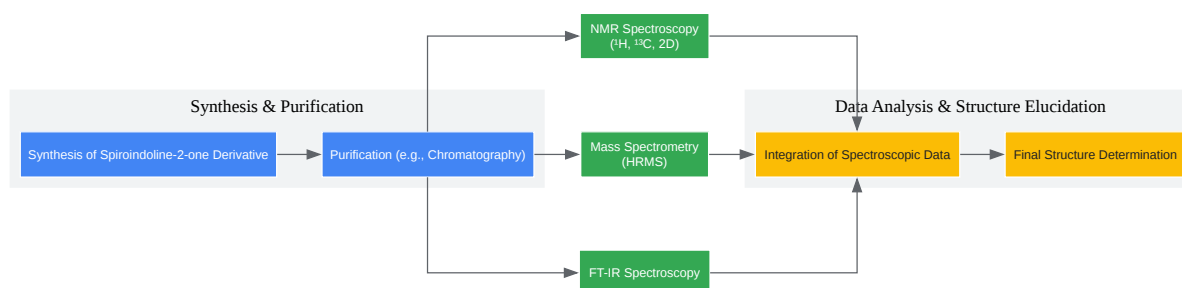 NMR Spectroscopy
(¹H, ¹³C, 2D)
Synthesis & Purification
Data Analysis & Structure Elucidation
Synthesis of Spiroindoline-2-one Derivative
Purification (e.g., Chromatography)
Mass Spectrometry
(HRMS)
Integration of Spectroscopic Data
Final Structure Determination
FT-IR Spectroscopy